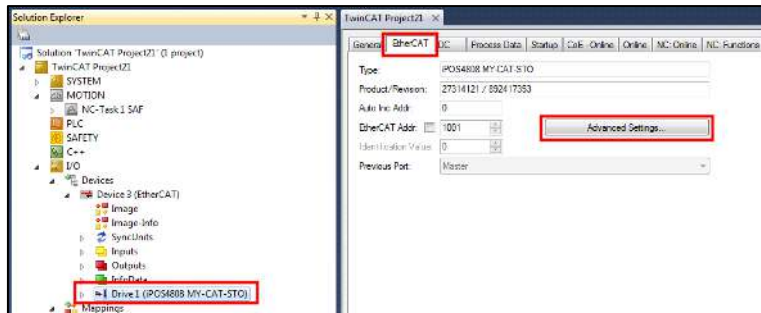 Solution Explorer
Solution 'TwinCAT Project21' (1 project)
TwinCAT Project21
SYSTEM
MOTION
NC-Task 1 SAF
PLC
SAFETY
C++
I/O
Devices
Device 3 (EtherCAT)
Image
Image-Info
SyncUnits
Inputs
Outputs
InfoData
Drive 1 (iPOS4808 MY-CAT-STO)
Mappings
TwinCAT Project21
General EtherCAT DC Process Data Startup CoE - Online Online NC: Online NC: Functions
Type: iPOS4808 MY-CAT-STO
Product/Revision: 27314121 / 892417353
Auto Inc Addr: 0
EtherCAT Addr: 1001 Advanced Settings...
Identification Value: 0
Previous Port: Master